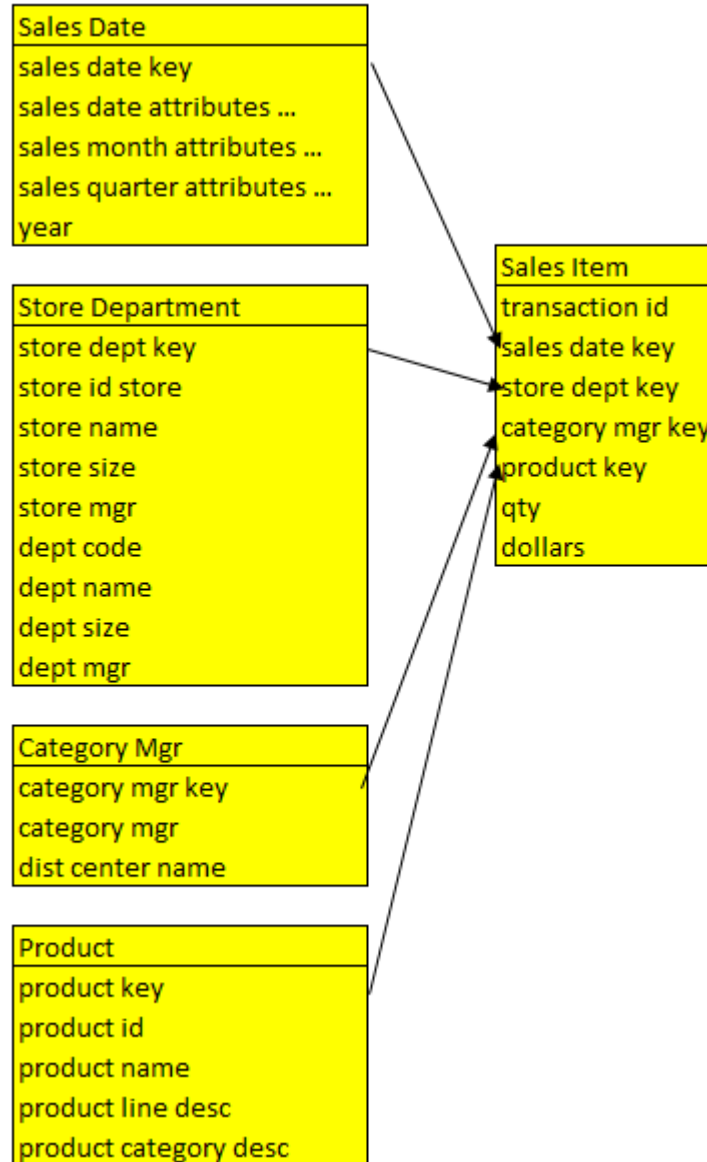 Sales Date
sales date key
sales date attributes ...
sales month attributes ...
sales quarter attributes ...
year
Store Department
store dept key
store id store
store name
store size
store mgr
dept code
dept name
dept size
dept mgr
Category Mgr
category mgr key
category mgr
dist center name
Product
product key
product id
product name
product line desc
product category desc
Sales Item
transaction id
sales date key
store dept key
category mgr key
product key
qty
dollars